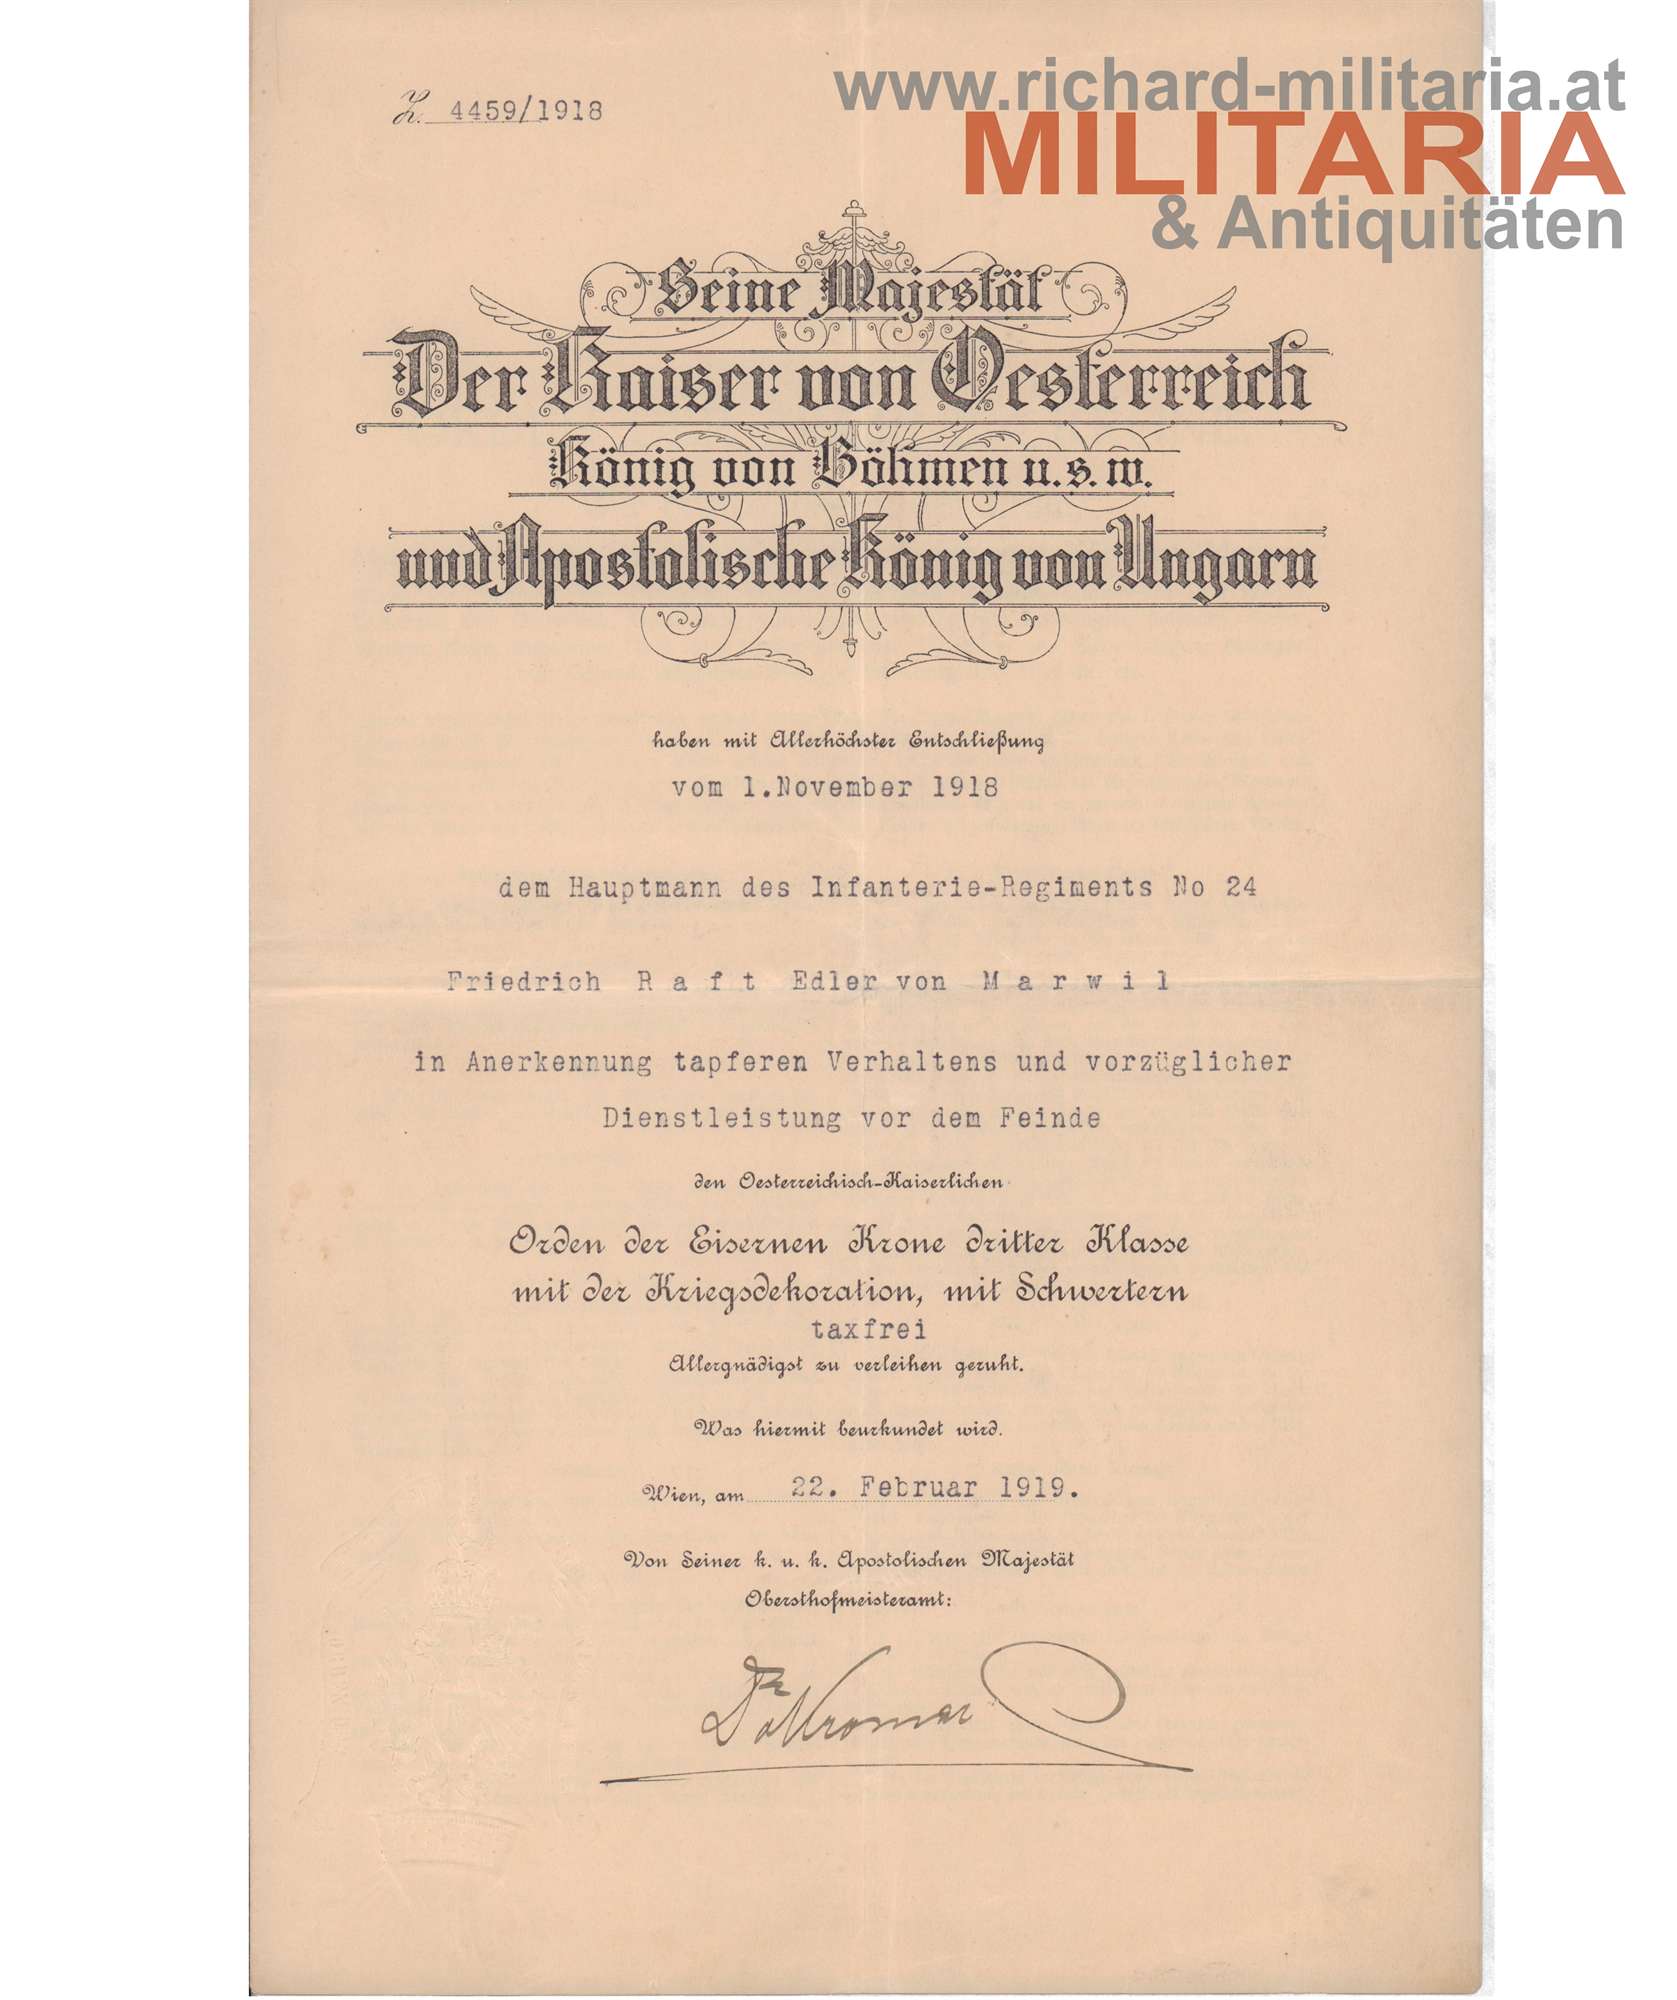 www.richard-militaria.at
MILITARIA
& Antiquitäten
Z. 4459/1918
Seine Majestät
Der Kaiser von Oesterreich
König von Böhmen u. s. w.
und Apostolische König von Ungarn
haben mit Allerhöchster Entschließung
vom 1.November 1918
dem Hauptmann des Infanterie-Regiments No 24
Friedrich R a f t Edler von M a r w i l
in Anerkennung tapferen Verhaltens und vorzüglicher
Dienstleistung vor dem Feinde
den Oesterreichisch-Kaiserlichen
Orden der Eisernen Krone dritter Klasse
mit der Kriegsdekoration, mit Schwertern
taxfrei
Allergnädigst zu verleihen geruht.
Was hiermit beurkundet wird.
Wien, am 22. Februar 1919.
Von Seiner k. u. k. Apostolischen Majestät
Obersthofmeisteramt:
Dr